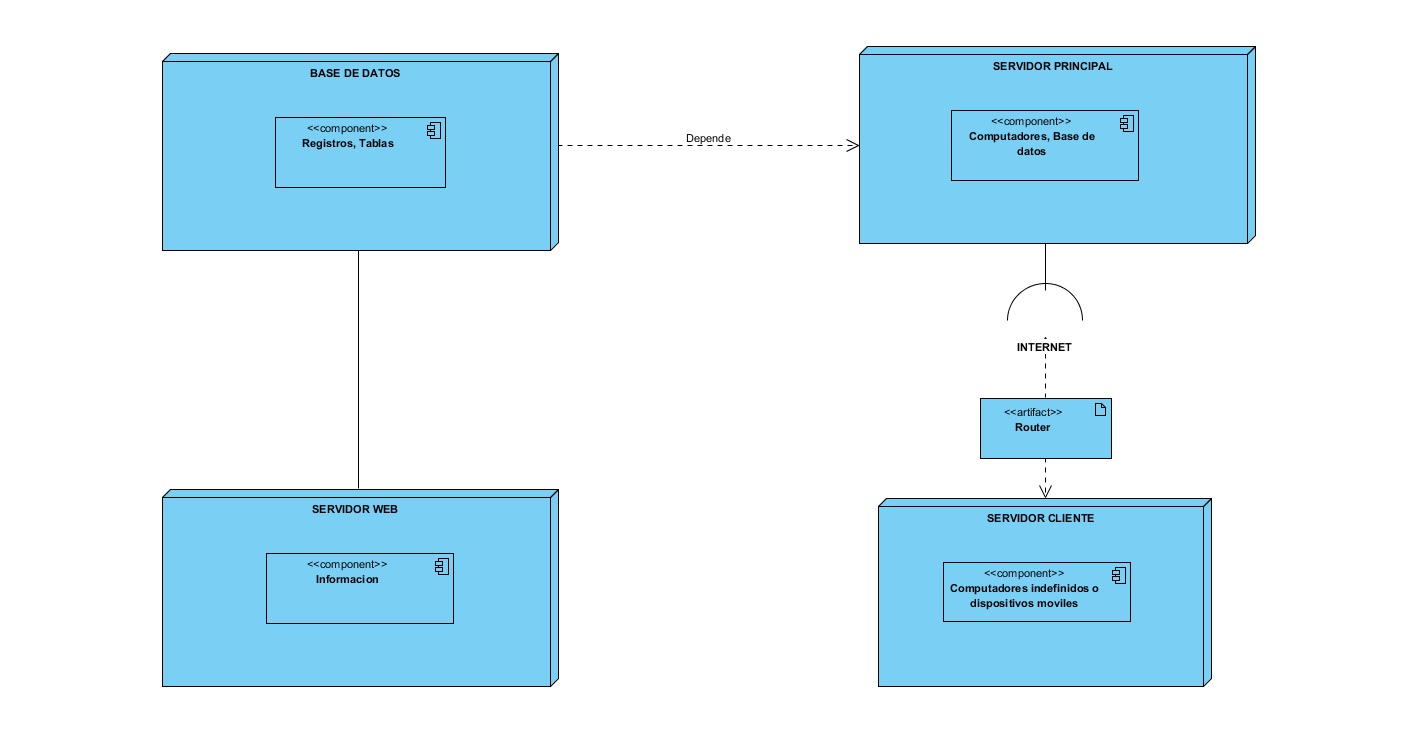 BASE DE DATOS
<<component>>
Registros, Tablas
Depende
SERVIDOR PRINCIPAL
<<component>>
Computadores, Base de
datos
INTERNET
<<artifact>>
Router
SERVIDOR WEB
<<component>>
Informacion
SERVIDOR CLIENTE
<<component>>
Computadores indefinidos o
dispositivos moviles